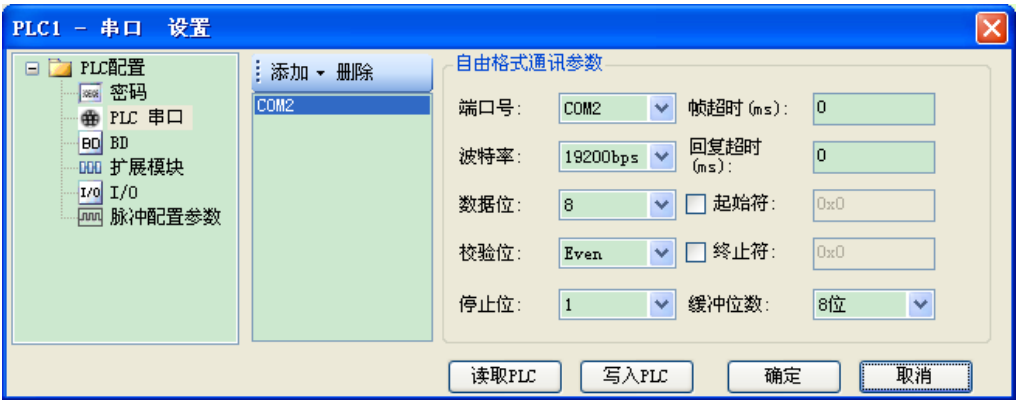 PLC1 - 串口 设置
PLC配置
密码
PLC 串口
BD BD
扩展模块
I/O I/O
脉冲配置参数
添加 删除
COM2
自由格式通讯参数
端口号: COM2 帧超时(ms): 0
波特率: 19200bps 回复超时
(ms): 0
数据位: 8 起始符: 0x0
校验位: Even 终止符: 0x0
停止位: 1 缓冲位数: 8位
读取PLC 写入PLC 确定 取消